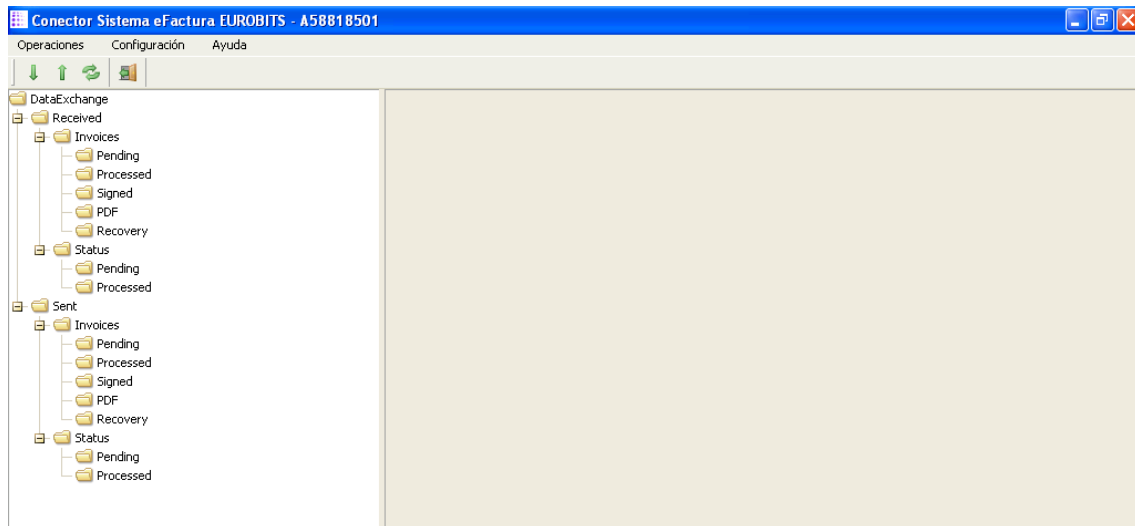 Conector Sistema eFactura EUROBITS - A58818501
Operaciones Configuración Ayuda
DataExchange
Received
Invoices
Pending
Processed
Signed
PDF
Recovery
Status
Pending
Processed
Sent
Invoices
Pending
Processed
Signed
PDF
Recovery
Status
Pending
Processed